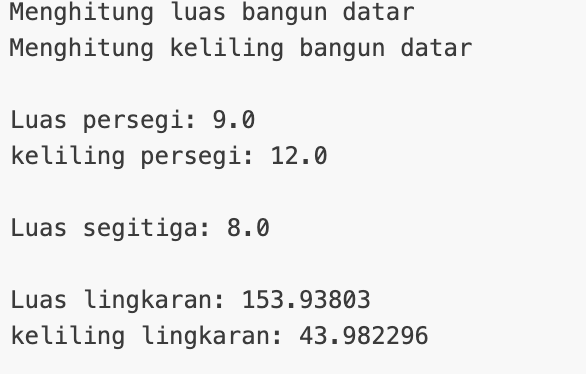 Menghitung luas bangun datar
Menghitung keliling bangun datar
Luas persegi: 9.0
keliling persegi: 12.0
Luas segitiga: 8.0
Luas lingkaran: 153.93803
keliling lingkaran: 43.982296